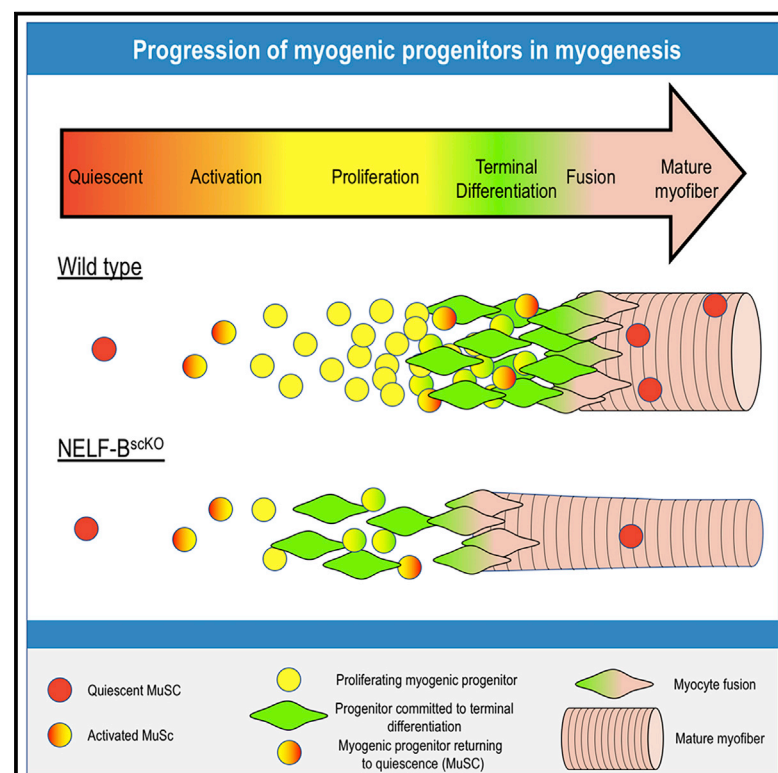 Progression of myogenic progenitors in myogenesis
Quiescent
Activation
Proliferation
Terminal
Differentiation
Fusion
Mature
myofiber
Wild type
NELF-BscKO
Quiescent MuSC
Activated MuSc
Proliferating myogenic progenitor
Progenitor committed to terminal
differentiation
Myogenic progenitor returning
to quiescence (MuSC)
Myocyte fusion
Mature myofiber